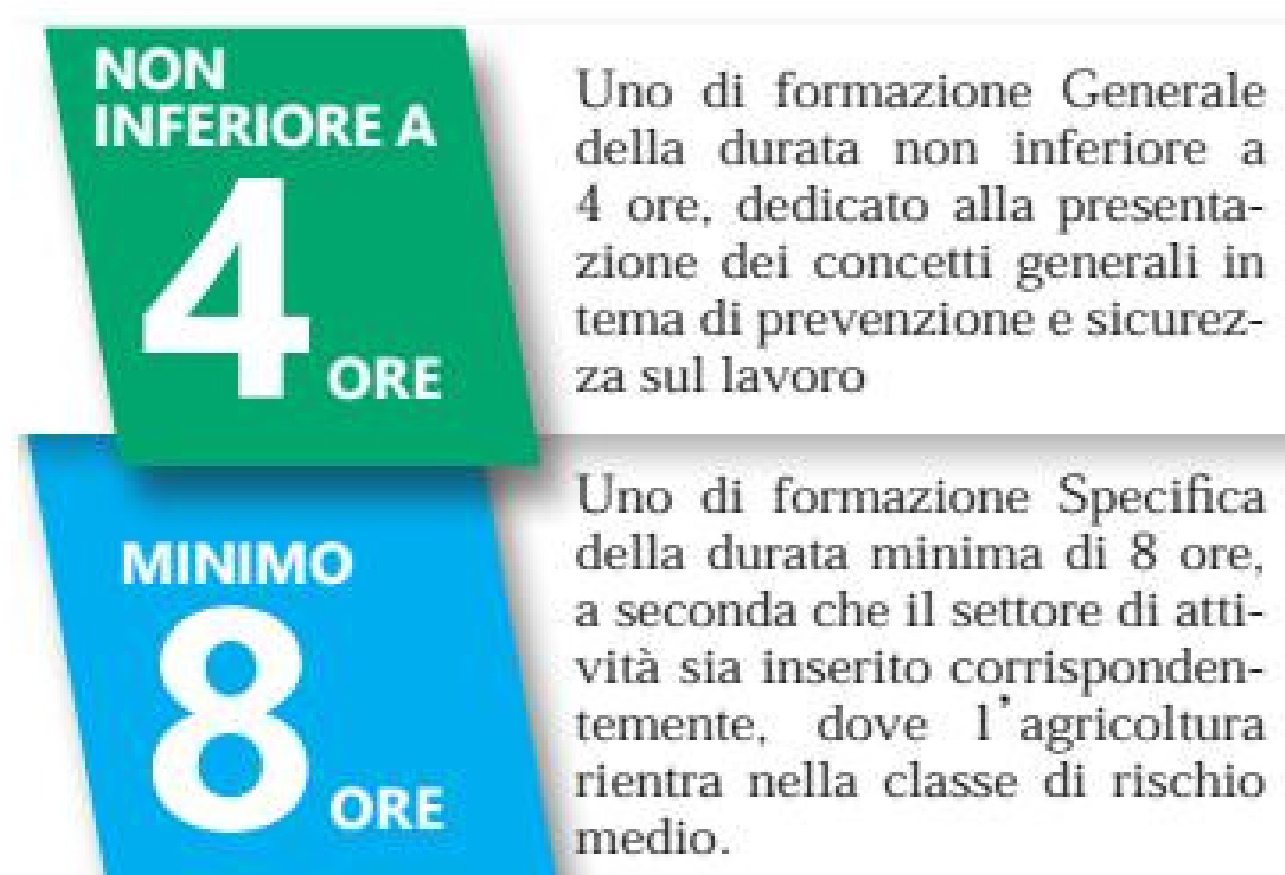 NON
INFERIORE A
4 ORE
Uno di formazione Generale
della durata non inferiore a
4 ore, dedicato alla presenta-
zione dei concetti generali in
tema di prevenzione e sicurez-
za sul lavoro
MINIMO
8 ORE
Uno di formazione Specifica
della durata minima di 8 ore,
a seconda che il settore di atti-
vità sia inserito corrisponden-
temente, dove l'agricoltura
rientra nella classe di rischio
medio.